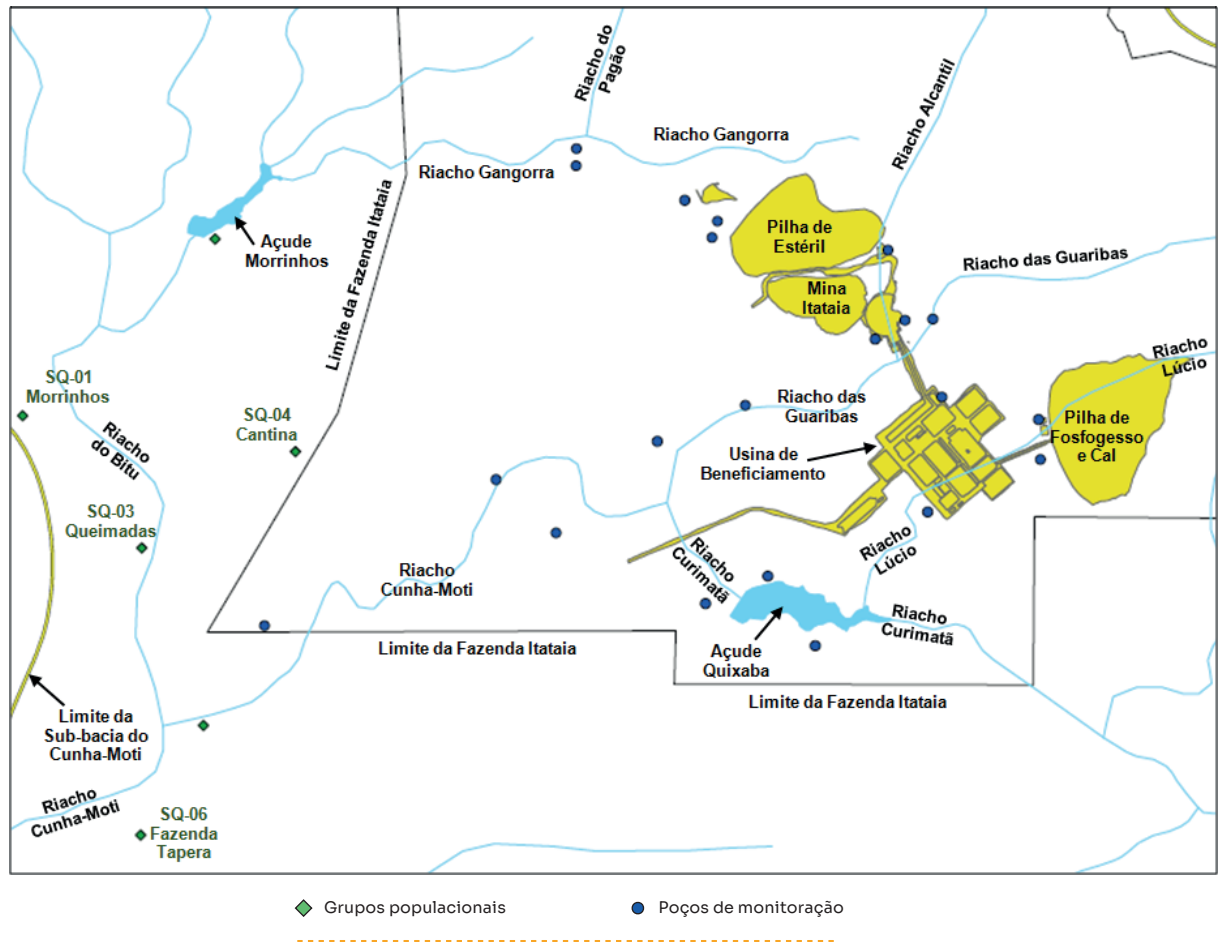 Riacho do
Pagão
Riacho Alcantil
Riacho Gangorra
Riacho Gangorra
Limite da Fazenda Itataia
Açude
Morrinhos
Pilha de
Estéril
Mina
Itataia
Riacho das Guaribas
Riacho
Lúcio
SQ-01
Morrinhos
SQ-04
Cantina
Riacho
do Bitu
Riacho das
Guaribas
Pilha de
Fosfogesso
e Cal
Usina de
Beneficiamento
SQ-03
Queimadas
Riacho
Lúcio
Riacho
Curimatã
Riacho
Cunha-Moti
Riacho
Curimatã
Limite da Fazenda Itataia
Açude
Quixaba
Limite da Fazenda Itataia
Limite da
Sub-bacia do
Cunha-Moti
Riacho
Cunha-Moti
SQ-06
Fazenda
Tapera
Grupos populacionais
Poços de monitoração